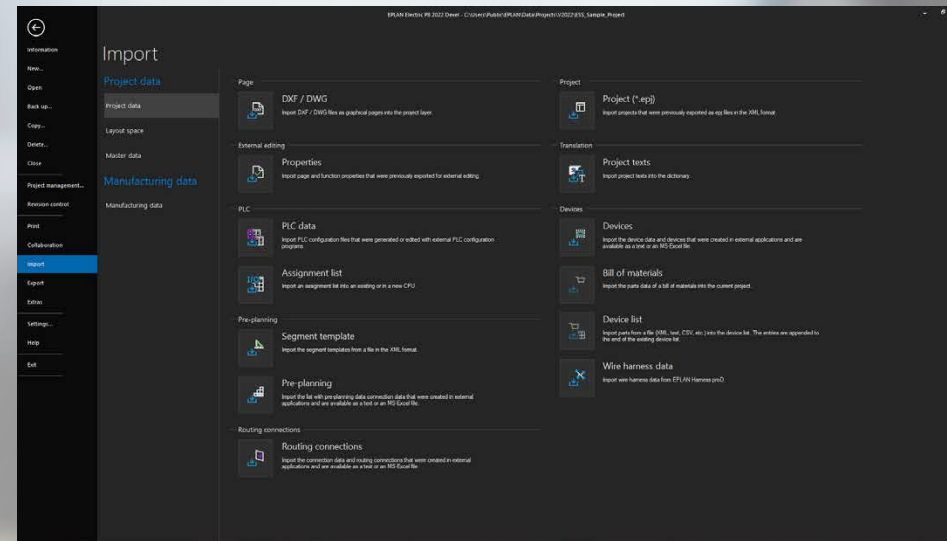 EPLAN Electric P8 2022 Devel - C:\Users\Public\EPLAN\Data\Projects\V2022\ESS_Sample_Project
Information
New...
Open
Back up...
Copy...
Delete...
Close
Project management...
Revision control
Print
Collaboration
Import
Export
Extras
Settings...
Help
Exit
Import
Project data
Project data
Layout space
Master data
Manufacturing data
Manufacturing data
Page
DXF / DWG
Import DXF / DWG files as graphical pages into the project layer.
External editing
Properties
Import page and function properties that were previously exported for external editing.
PLC
PLC data
Import PLC configuration files that were generated or edited with external PLC configuration
programs.
Assignment list
Import an assignment list into an existing or in a new CPU.
Pre-planning
Segment template
Import the segment templates from a file in the XML format.
Pre-planning
Import the list with pre-planning data connection data that were created in external
applications and are available as a text or an MS-Excel file.
Routing connections
Routing connections
Import the connection data and routing connections that were created in external
applications and are available as a text or an MS-Excel file.
Project
Project (*.epj)
Import projects that were previously exported as epj files in the XML format.
Translation
Project texts
Import project texts into the dictionary.
Devices
Devices
Import the device data and devices that were created in external applications and are
available as a text or an MS-Excel file.
Bill of materials
Import the parts data of a bill of materials into the current project.
Device list
Import parts from a file (XML, text, CSV, etc.) into the device list. The entries are appended to
the end of the existing device list.
Wire harness data
Import wire harness data from EPLAN Harness proD.